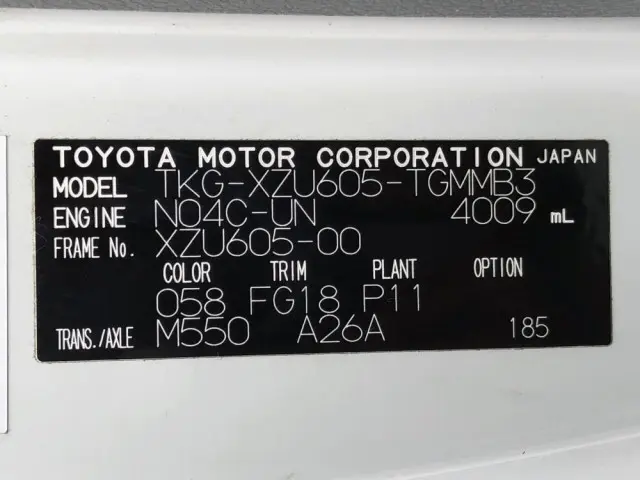 TOYOTA MOTOR CORPORATION JAPAN
MODEL TKG-XZU605-TGMMB3
ENGINE N04C-UN 4009 mL
FRAME No. XZU605-00
COLOR TRIM PLANT OPTION
058 FG18 P11
TRANS./AXLE M550 A26A 185